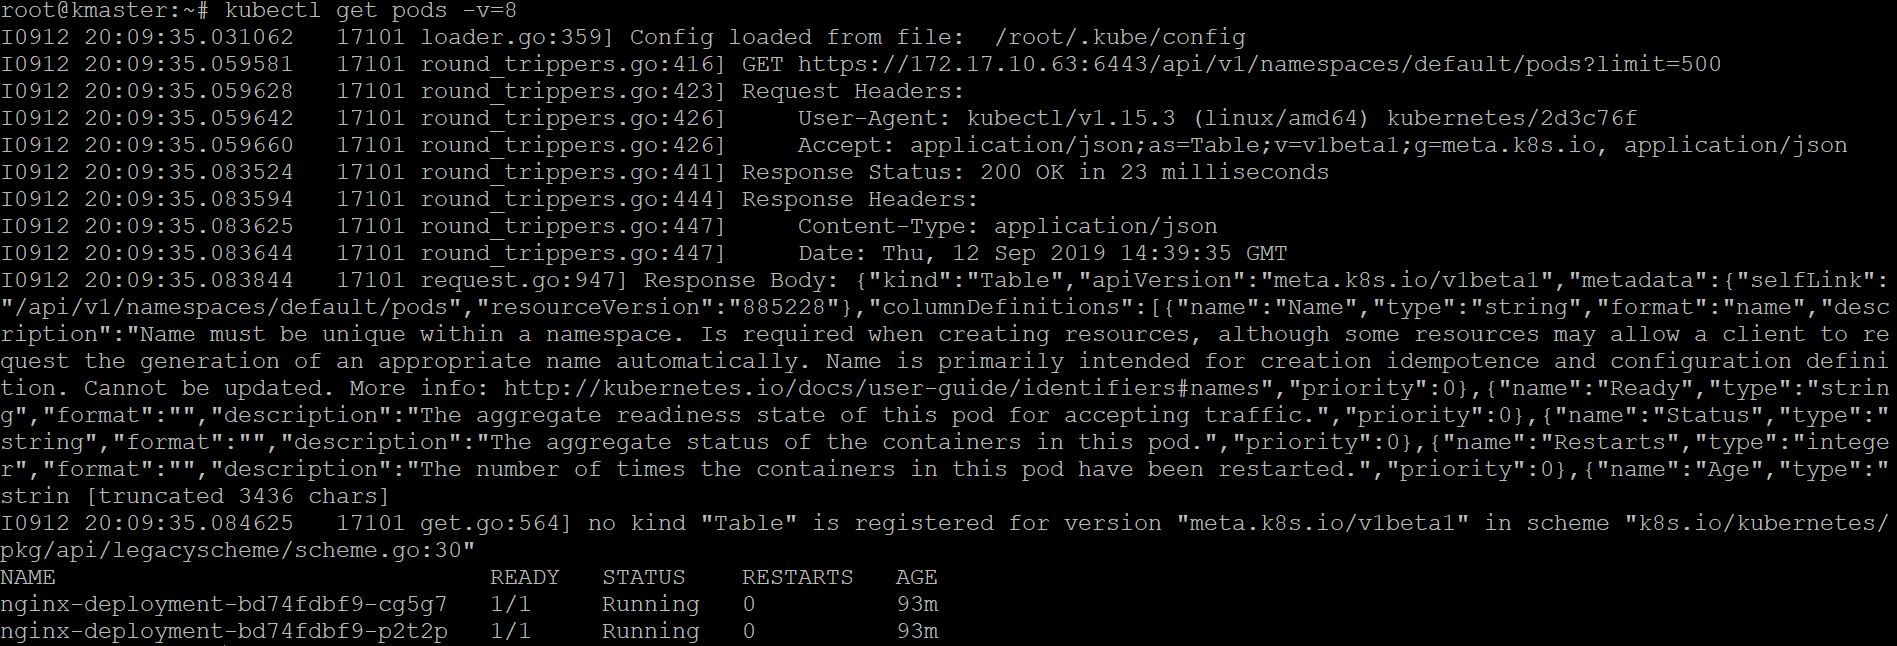 root@kmaster:~# kubectl get pods -v=8
I0912 20:09:35.031062   17101 loader.go:359] Config loaded from file:  /root/.kube/config
I0912 20:09:35.059581   17101 round_trippers.go:416] GET https://172.17.10.63:6443/api/v1/namespaces/default/pods?limit=500
I0912 20:09:35.059628   17101 round_trippers.go:423] Request Headers:
I0912 20:09:35.059642   17101 round_trippers.go:426]     User-Agent: kubectl/v1.15.3 (linux/amd64) kubernetes/2d3c76f
I0912 20:09:35.059660   17101 round_trippers.go:426]     Accept: application/json;as=Table;v=v1beta1;g=meta.k8s.io, application/json
I0912 20:09:35.083524   17101 round_trippers.go:441] Response Status: 200 OK in 23 milliseconds
I0912 20:09:35.083594   17101 round_trippers.go:444] Response Headers:
I0912 20:09:35.083625   17101 round_trippers.go:447]     Content-Type: application/json
I0912 20:09:35.083644   17101 round_trippers.go:447]     Date: Thu, 12 Sep 2019 14:39:35 GMT
I0912 20:09:35.083844   17101 request.go:947] Response Body: {"kind":"Table","apiVersion":"meta.k8s.io/v1beta1","metadata":{"selfLink":
"/api/v1/namespaces/default/pods","resourceVersion":"885228"},"columnDefinitions":[{"name":"Name","type":"string","format":"name","desc
ription":"Name must be unique within a namespace. Is required when creating resources, although some resources may allow a client to re
quest the generation of an appropriate name automatically. Name is primarily intended for creation idempotence and configuration defini
tion. Cannot be updated. More info: http://kubernetes.io/docs/user-guide/identifiers#names","priority":0},{"name":"Ready","type":"strin
g","format":"","description":"The aggregate readiness state of this pod for accepting traffic.","priority":0},{"name":"Status","type":"
string","format":"","description":"The aggregate status of the containers in this pod.","priority":0},{"name":"Restarts","type":"intege
r","format":"","description":"The number of times the containers in this pod have been restarted.","priority":0},{"name":"Age","type":"
strin [truncated 3436 chars]
I0912 20:09:35.084625   17101 get.go:564] no kind "Table" is registered for version "meta.k8s.io/v1beta1" in scheme "k8s.io/kubernetes/
pkg/api/legacyscheme/scheme.go:30"
NAME                               READY   STATUS    RESTARTS   AGE
nginx-deployment-bd74fdbf9-cg5g7   1/1     Running   0          93m
nginx-deployment-bd74fdbf9-p2t2p   1/1     Running   0          93m